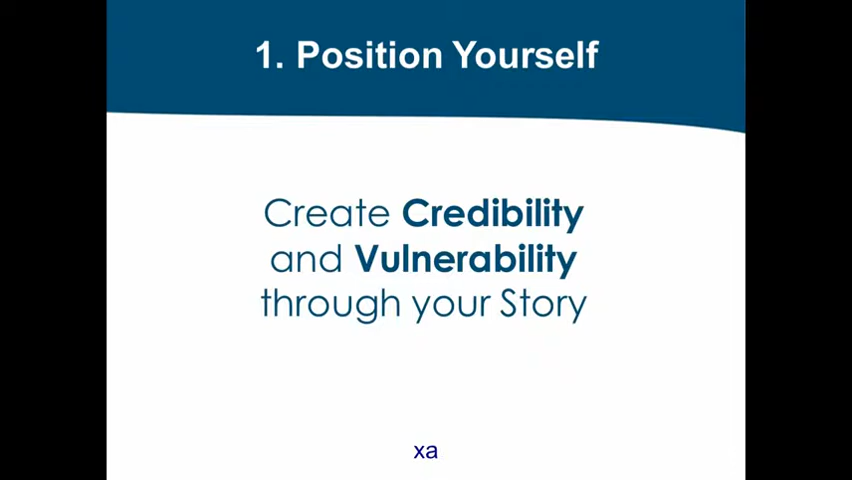 1. Position Yourself
Create Credibility
and Vulnerability
through your Story
xa